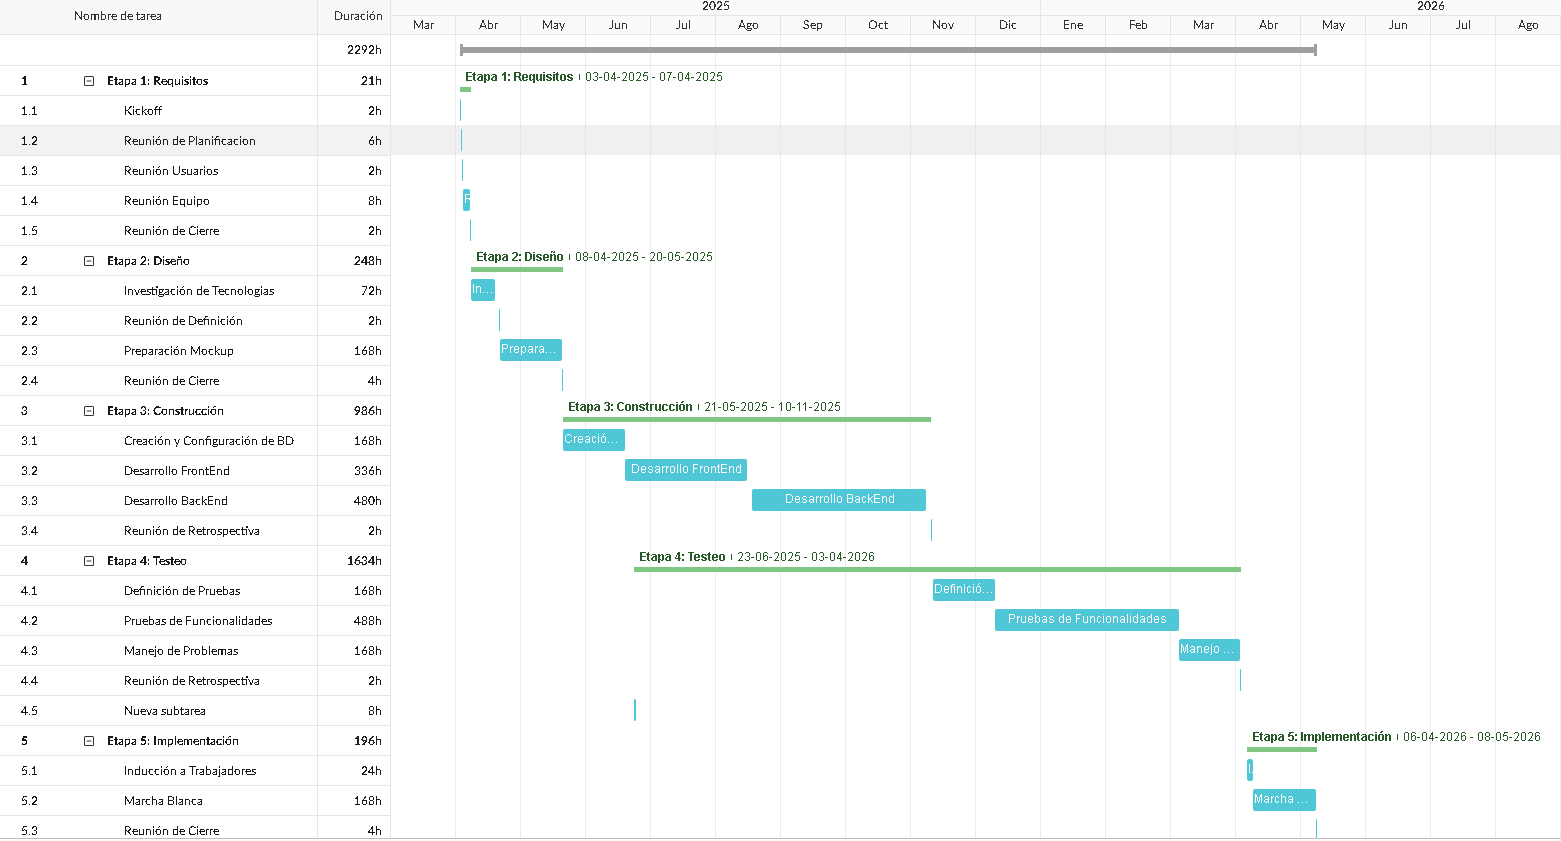 Nombre de tarea Duración 2025 2026
Mar Abr May Jun Jul Ago Sep Oct Nov Dic Ene Feb Mar Abr May Jun Jul Ago
2292h
1 Etapa 1: Requisitos 21h Etapa 1: Requisitos 03-04-2025 - 07-04-2025
1.1 Kickoff 2h
1.2 Reunión de Planificacion 6h
1.3 Reunión Usuarios 2h
1.4 Reunión Equipo 8h
1.5 Reunión de Cierre 2h
2 Etapa 2: Diseño 248h Etapa 2: Diseño 08-04-2025 - 20-05-2025
2.1 Investigación de Tecnologias 72h In...
2.2 Reunión de Definición 2h
2.3 Preparación Mockup 168h Prepara...
2.4 Reunión de Cierre 4h
3 Etapa 3: Construcción 986h Etapa 3: Construcción 21-05-2025 - 10-11-2025
3.1 Creación y Configuración de BD 168h Creació...
3.2 Desarrollo FrontEnd 336h Desarrollo FrontEnd
3.3 Desarrollo BackEnd 480h Desarrollo BackEnd
3.4 Reunión de Retrospectiva 2h
4 Etapa 4: Testeo 1634h Etapa 4: Testeo 23-06-2025 - 03-04-2026
4.1 Definición de Pruebas 168h Definició...
4.2 Pruebas de Funcionalidades 488h Pruebas de Funcionalidades
4.3 Manejo de Problemas 168h Manejo ...
4.4 Reunión de Retrospectiva 2h
4.5 Nueva subtarea 8h
5 Etapa 5: Implementación 196h Etapa 5: Implementación 06-04-2026 - 08-05-2026
5.1 Inducción a Trabajadores 24h
5.2 Marcha Blanca 168h Marcha ...
5.3 Reunión de Cierre 4h